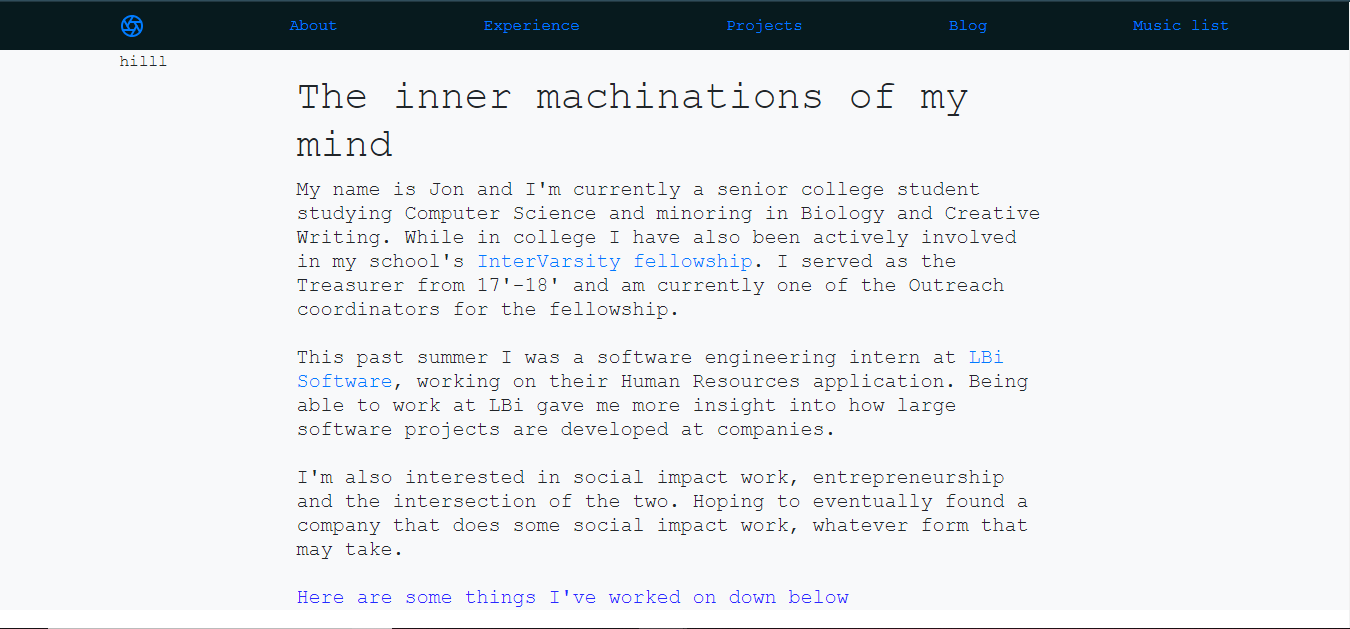 About Experience Projects Blog Music list
hilll
The inner machinations of my
mind
My name is Jon and I'm currently a senior college student
studying Computer Science and minoring in Biology and Creative
Writing. While in college I have also been actively involved
in my school's InterVarsity fellowship. I served as the
Treasurer from 17'-18' and am currently one of the Outreach
coordinators for the fellowship.
This past summer I was a software engineering intern at LBi
Software, working on their Human Resources application. Being
able to work at LBi gave me more insight into how large
software projects are developed at companies.
I'm also interested in social impact work, entrepreneurship
and the intersection of the two. Hoping to eventually found a
company that does some social impact work, whatever form that
may take.
Here are some things I've worked on down below